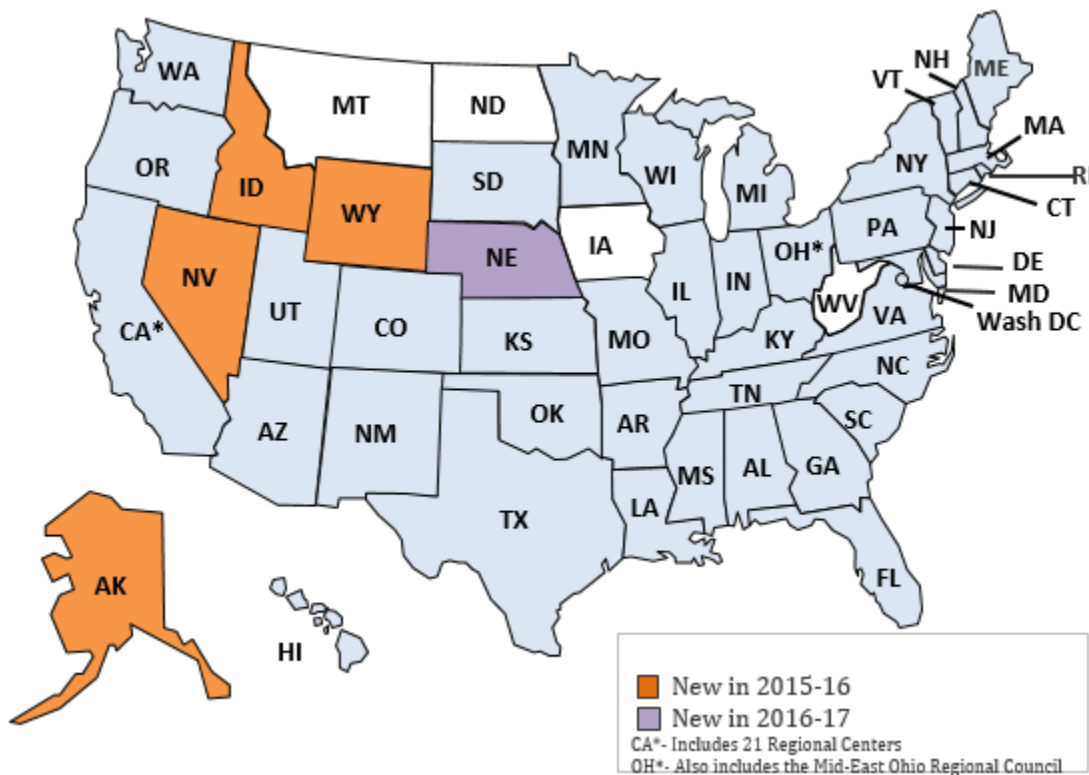 WA
MT
ND
MN
VT
NH
ME
MA
OR
ID
WY
SD
WI
MI
NY
RI
CT
NV
NE
IA
PA
NJ
CA*
UT
CO
KS
MO
IL
IN
OH*
WV
VA
DE
MD
Wash DC
KY
AZ
NM
OK
AR
TN
NC
SC
TX
LA
MS
AL
GA
FL
AK
HI
New in 2015-16
New in 2016-17
CA*- Includes 21 Regional Centers
OH*- Also includes the Mid-East Ohio Regional Council